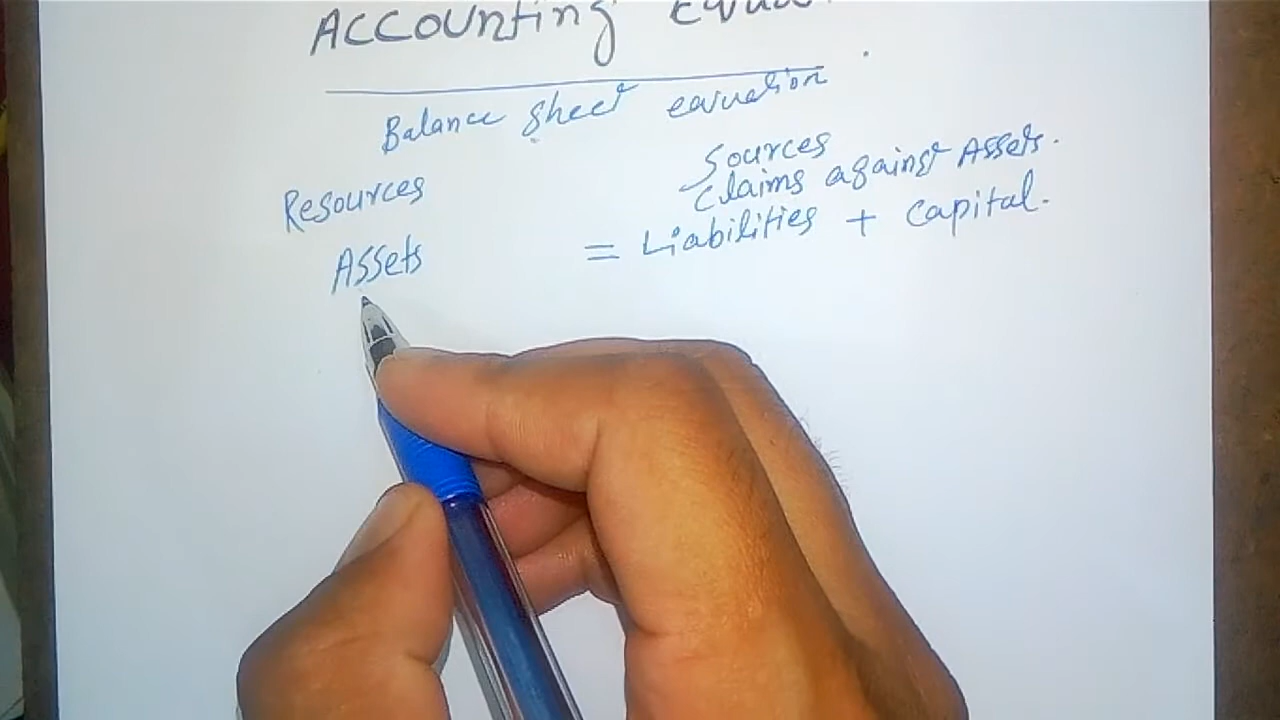 ACCOUnting
Balance sheet equation
Resources
Sources
Claims against Assets.
Assets = Liabilities + Capital.